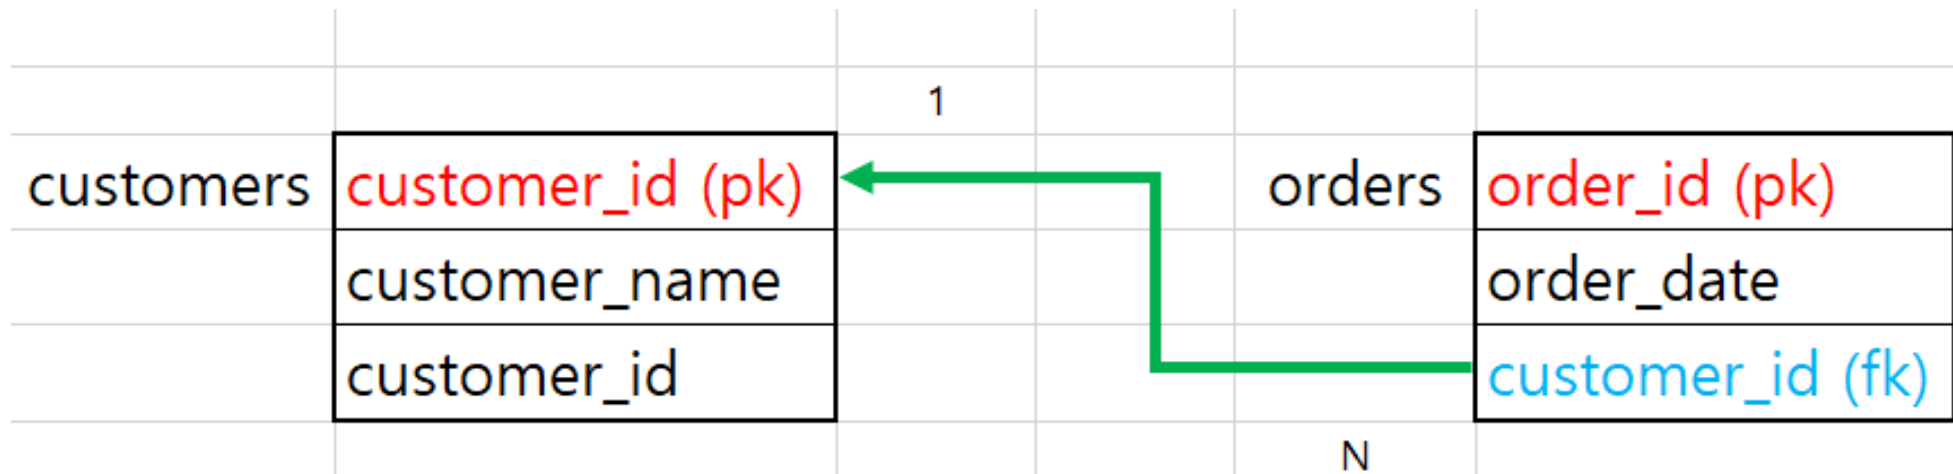 1
customers customer_id (pk) orders order_id (pk)
customer_name order_date
customer_id customer_id (fk)
N